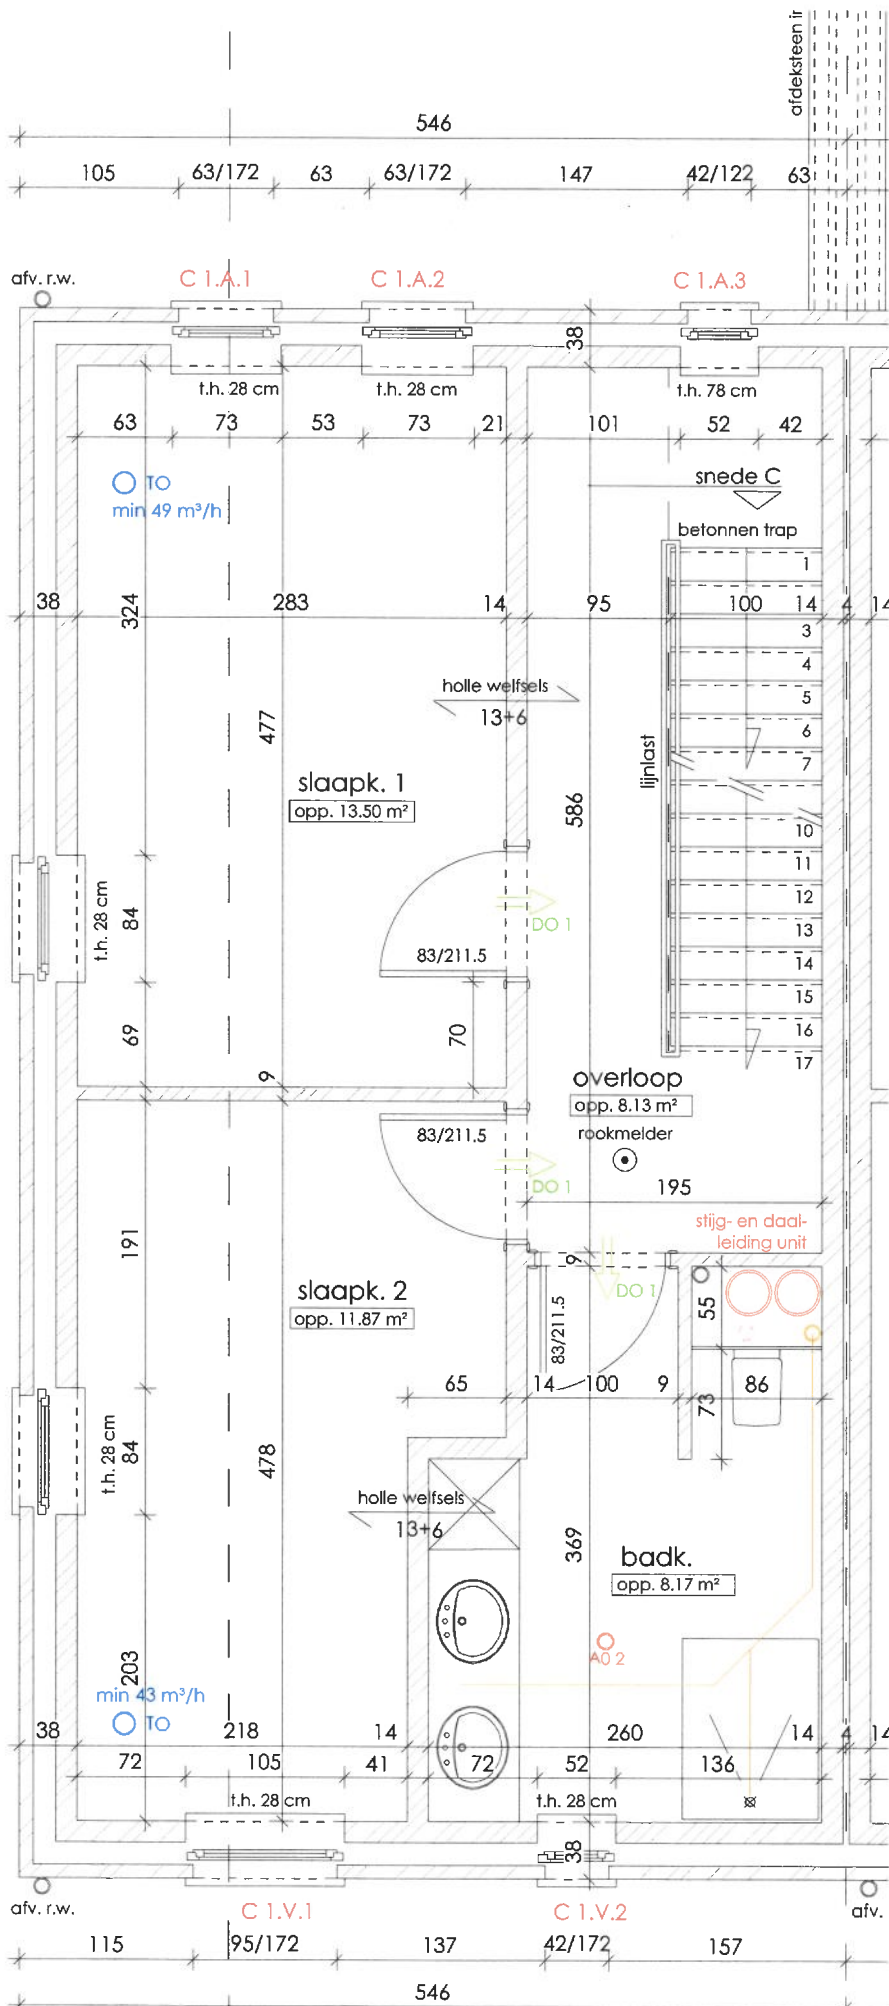 afdeksteen in
546
105 63/172 63 63/172 147 42/122 63
afv. r.w. C 1.A.1 C 1.A.2 C 1.A.3
38
t.h. 28 cm t.h. 28 cm t.h. 78 cm
63 73 53 73 21 101 52 42
TO
min 49 m³/h
snede C
betonnen trap
1
38 324 283 14 95 100 14 4 14
3
4
5
6
7
10
11
12
13
14
15
16
17
holle welfsels
13+6
lijnlast
477
586
slaapk. 1
opp. 13.50 m²
84
t.h. 28 cm
DO 1
83/211.5
69
70
9
overloop
opp. 8.13 m²
rookmelder
83/211.5
DO 1
195
191
stijg- en daal-
leiding unit
9
slaapk. 2
opp. 11.87 m²
DO 1
83/211.5
55
65 14 100 9 86
73
84
t.h. 28 cm
478
holle welfsels
13+6
369
badk.
opp. 8.17 m²
A0 2
203
min 43 m³/h
TO
38 218 14 260 14 4 14
72 105 41 72 52 136
t.h. 28 cm t.h. 28 cm
38
afv. r.w. C 1.V.1 C 1.V.2 afv.
115 95/172 137 42/172 157
546